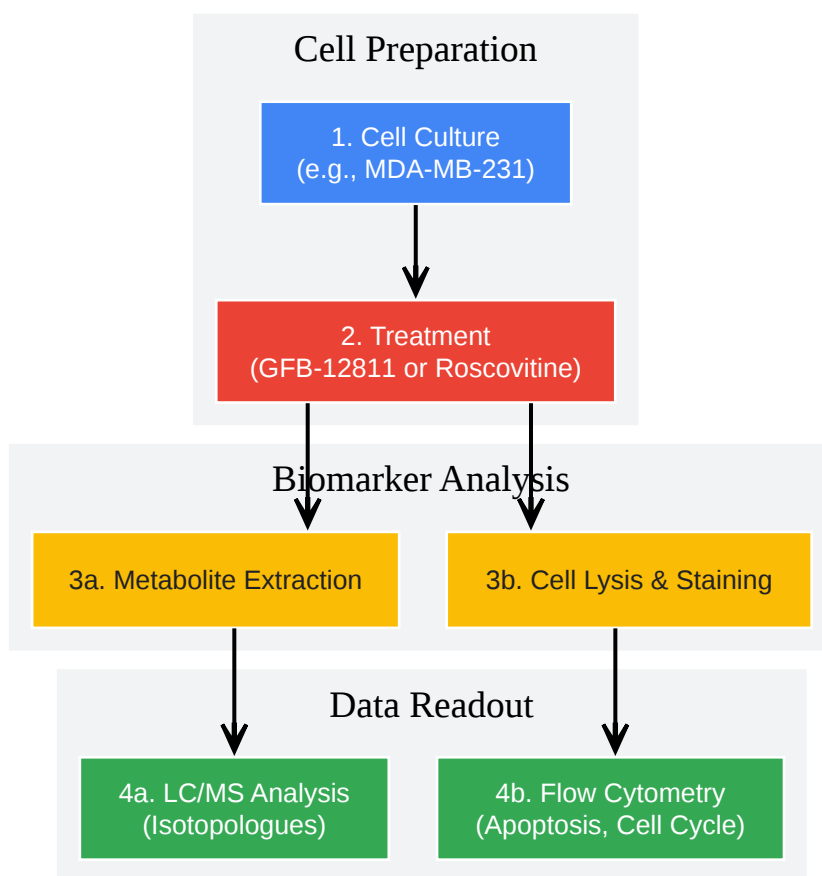 Cell Preparation
1. Cell Culture
(e.g., MDA-MB-231)
2. Treatment
(GFB-12811 or Roscovitine)
Biomarker Analysis
3a. Metabolite Extraction
3b. Cell Lysis & Staining
Data Readout
4a. LC/MS Analysis
(Isotopologues)
4b. Flow Cytometry
(Apoptosis, Cell Cycle)